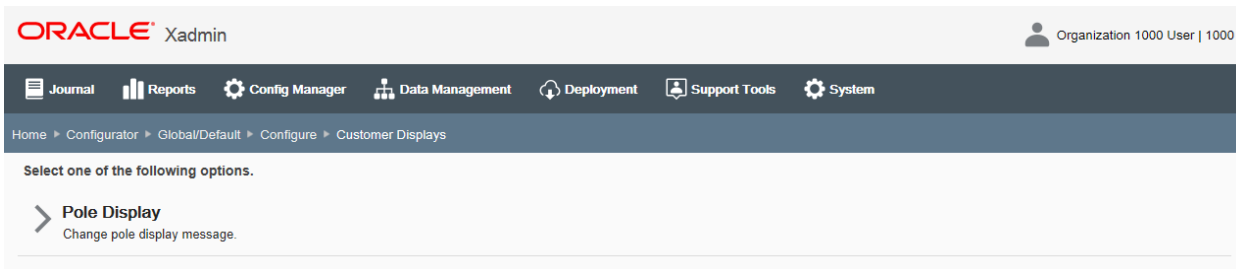 ORACLE Xadmin
Organization 1000 User | 1000
Journal Reports Config Manager Data Management Deployment Support Tools System
Home ▸ Configurator ▸ Global/Default ▸ Configure ▸ Customer Displays
Select one of the following options.
Pole Display
Change pole display message.